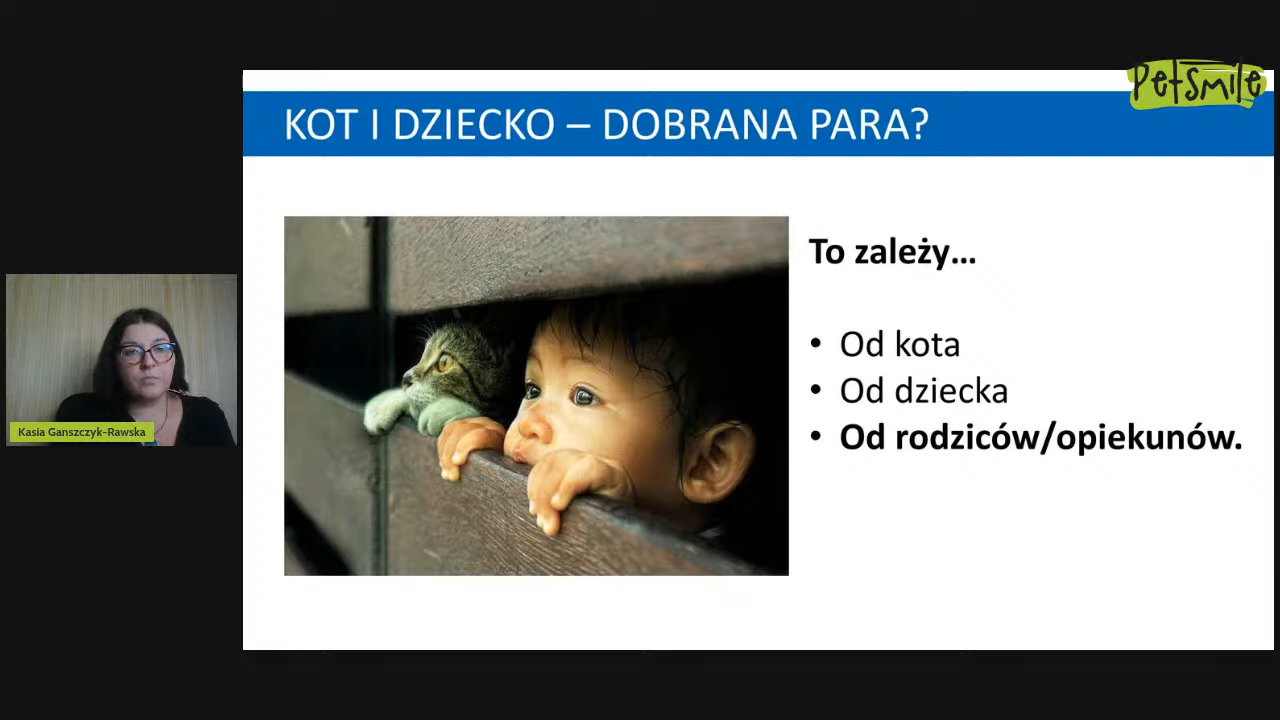 PetSmile
KOT I DZIECKO – DOBRANA PARA?
To zależy...
• Od kota
• Od dziecka
• Od rodziców/opiekunów.
Kasia Ganszczyk-Rawska